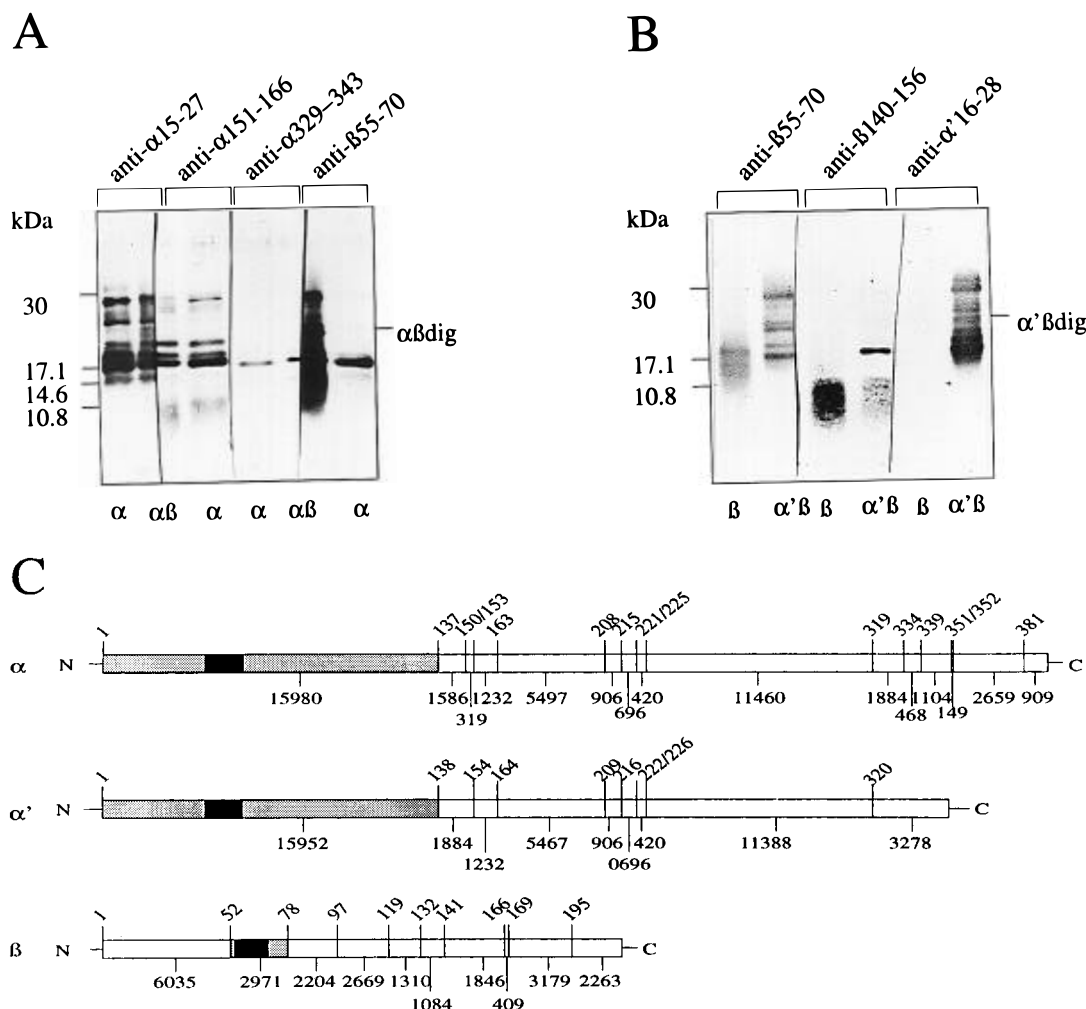 A
B
anti-α15-27
anti-α151-166
anti-α329–343
anti-ß55-70
anti-ß55-70
anti-ß140-156
anti-α'16-28
kDa
30
17.1
14.6
10.8
αßdig
α αß α α αß α
kDa
30
17.1
10.8
α'ßdig
ß α'ß ß α'ß ß α'ß
C
1 137 150/153 163 208 215 221/225 319 334 339 351/352 381
α N C
15980 1586 1232 5497 906 420 11460 1884 1104 2659 909
319 696 468 149
1 138 154 164 209 216 222/226 320
α' N C
15952 1884 5467 906 420 11388 3278
1232 0696
1 52 78 97 119 132 141 166 169 195
ß N C
6035 2971 2204 2669 1310 1846 3179 2263
1084 409